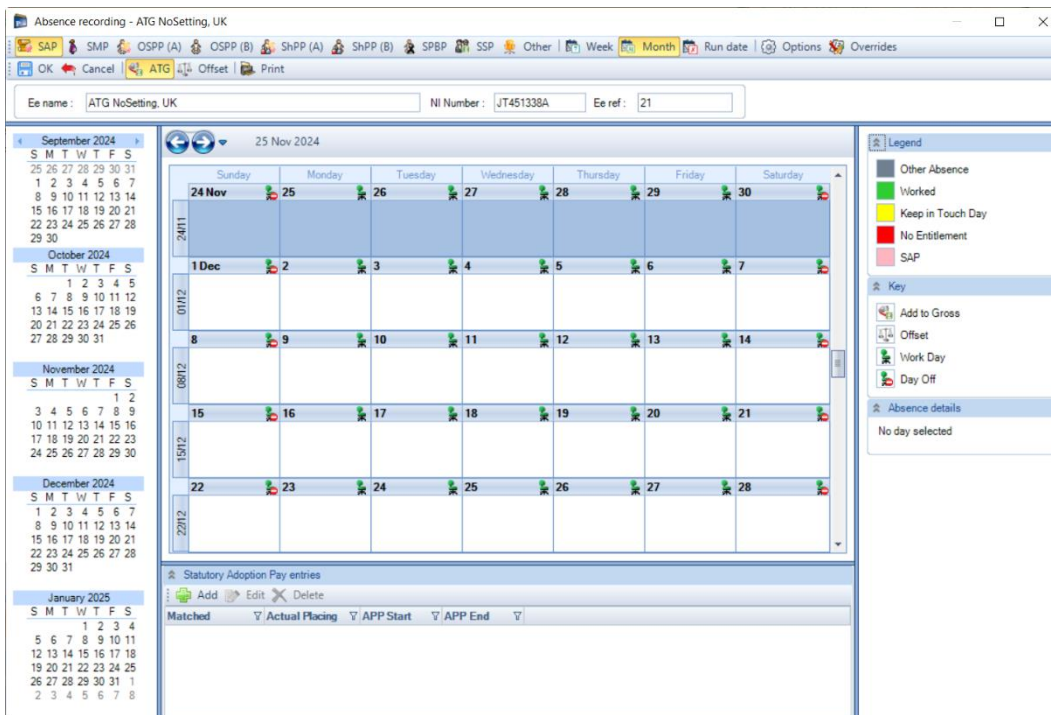 Absence recording - ATG NoSetting, UK
SAP SMP OSPP (A) OSPP (B) ShPP (A) ShPP (B) SPBP SSP Other Week Month Run date Options Overrides
OK Cancel ATG Offset Print
Ee name : ATG NoSetting, UK NI Number : JT451338A Ee ref : 21
September 2024
S M T W T F S
25 26 27 28 29 30 31
1 2 3 4 5 6 7
8 9 10 11 12 13 14
15 16 17 18 19 20 21
22 23 24 25 26 27 28
29 30
October 2024
S M T W T F S
1 2 3 4 5
6 7 8 9 10 11 12
13 14 15 16 17 18 19
20 21 22 23 24 25 26
27 28 29 30 31
November 2024
S M T W T F S
1 2
3 4 5 6 7 8 9
10 11 12 13 14 15 16
17 18 19 20 21 22 23
24 25 26 27 28 29 30
December 2024
S M T W T F S
1 2 3 4 5 6 7
8 9 10 11 12 13 14
15 16 17 18 19 20 21
22 23 24 25 26 27 28
29 30 31
January 2025
S M T W T F S
1 2 3 4
5 6 7 8 9 10 11
12 13 14 15 16 17 18
19 20 21 22 23 24 25
26 27 28 29 30 31 1
2 3 4 5 6 7 8
25 Nov 2024
Sunday Monday Tuesday Wednesday Thursday Friday Saturday
24 Nov 25 26 27 28 29 30
24/11
1 Dec 2 3 4 5 6 7
01/12
8 9 10 11 12 13 14
08/12
15 16 17 18 19 20 21
15/12
22 23 24 25 26 27 28
22/12
Statutory Adoption Pay entries
Add Edit Delete
Matched Actual Placing APP Start APP End
Legend
Other Absence
Worked
Keep in Touch Day
No Entitlement
SAP
Key
Add to Gross
Offset
Work Day
Day Off
Absence details
No day selected